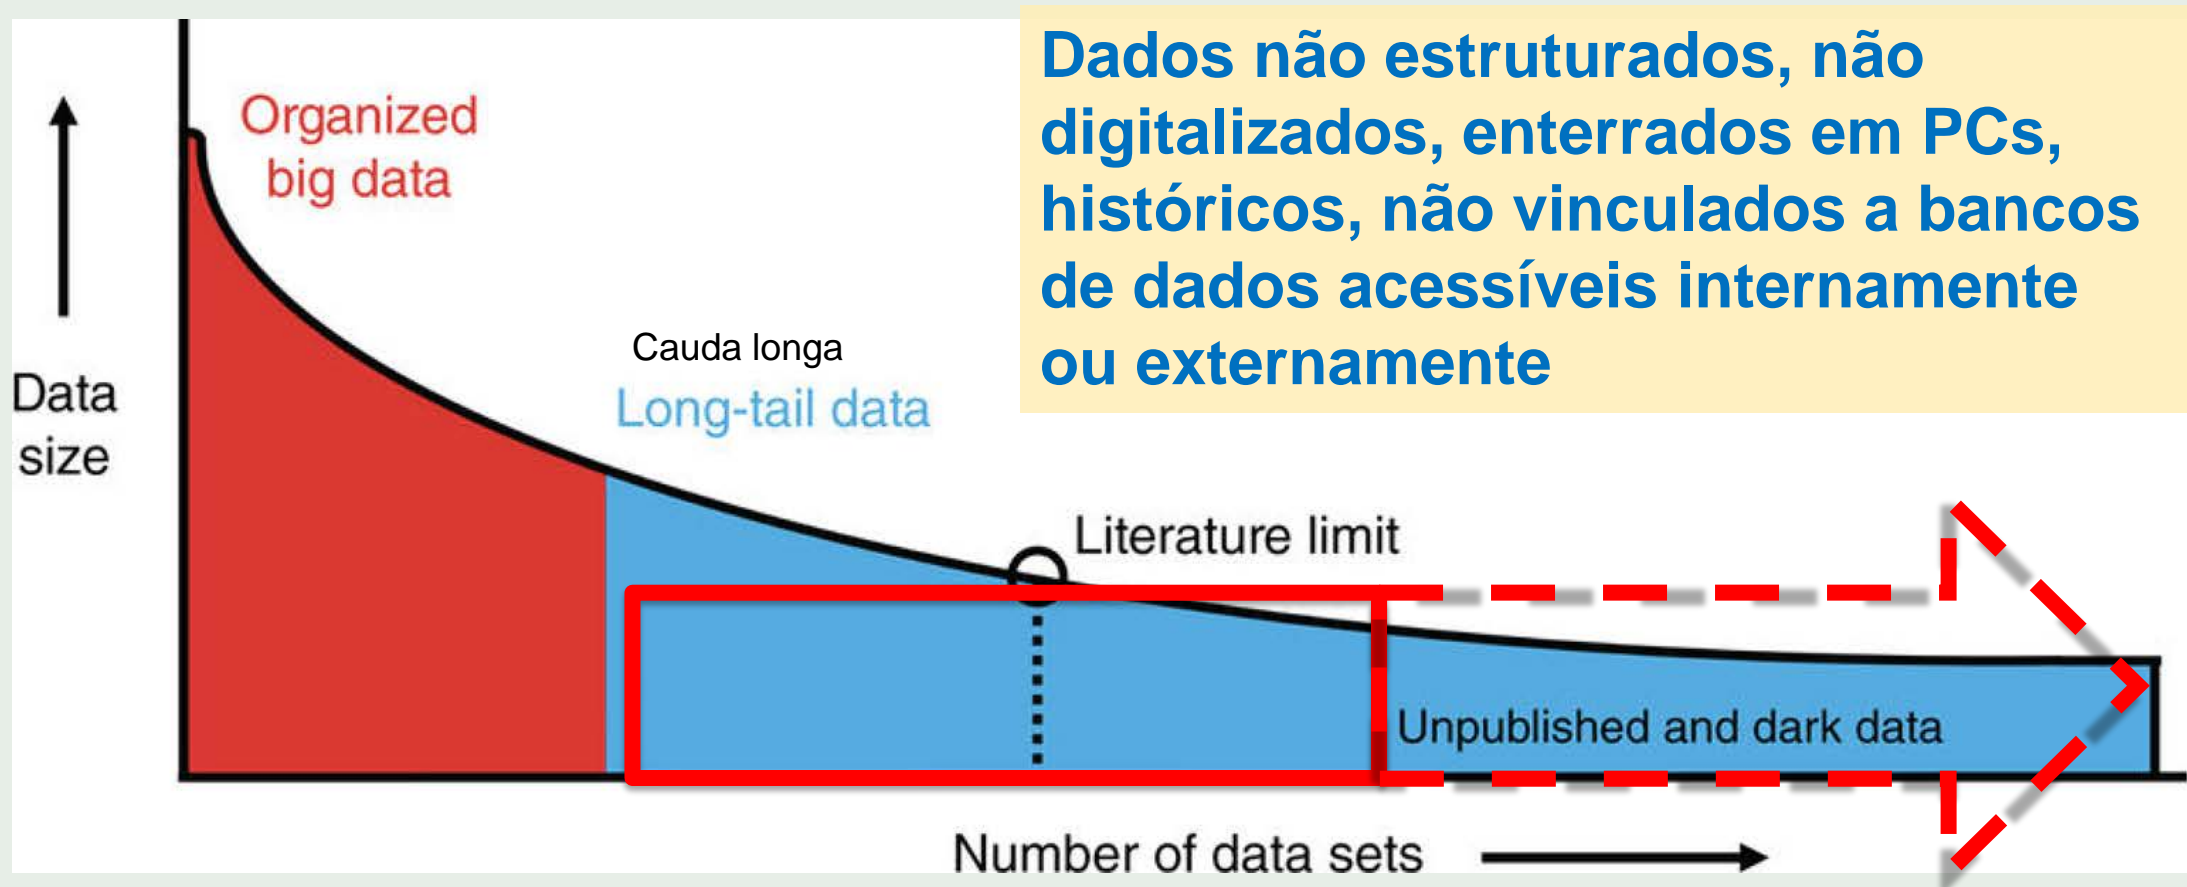 Dados não estruturados, não
digitalizados, enterrados em PCs,
históricos, não vinculados a bancos
de dados acessíveis internamente
ou externamente
Organized
big data
Data
size
Cauda longa
Long-tail data
Literature limit
Unpublished and dark data
Number of data sets